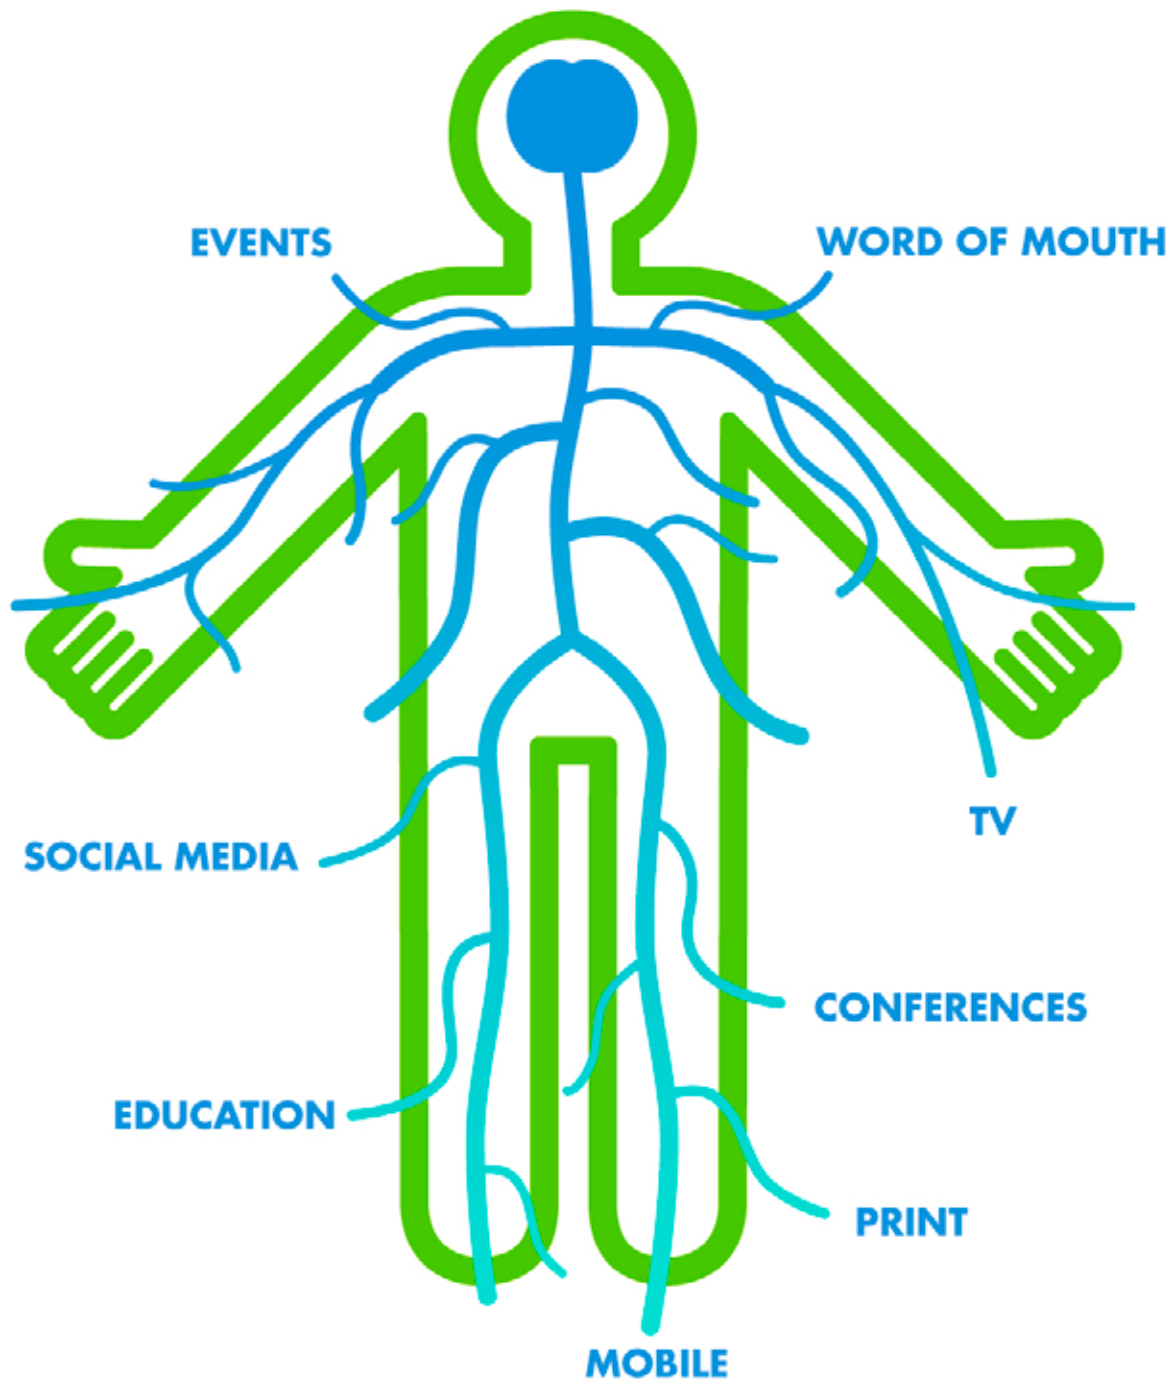 EVENTS
WORD OF MOUTH
TV
SOCIAL MEDIA
CONFERENCES
EDUCATION
PRINT
MOBILE